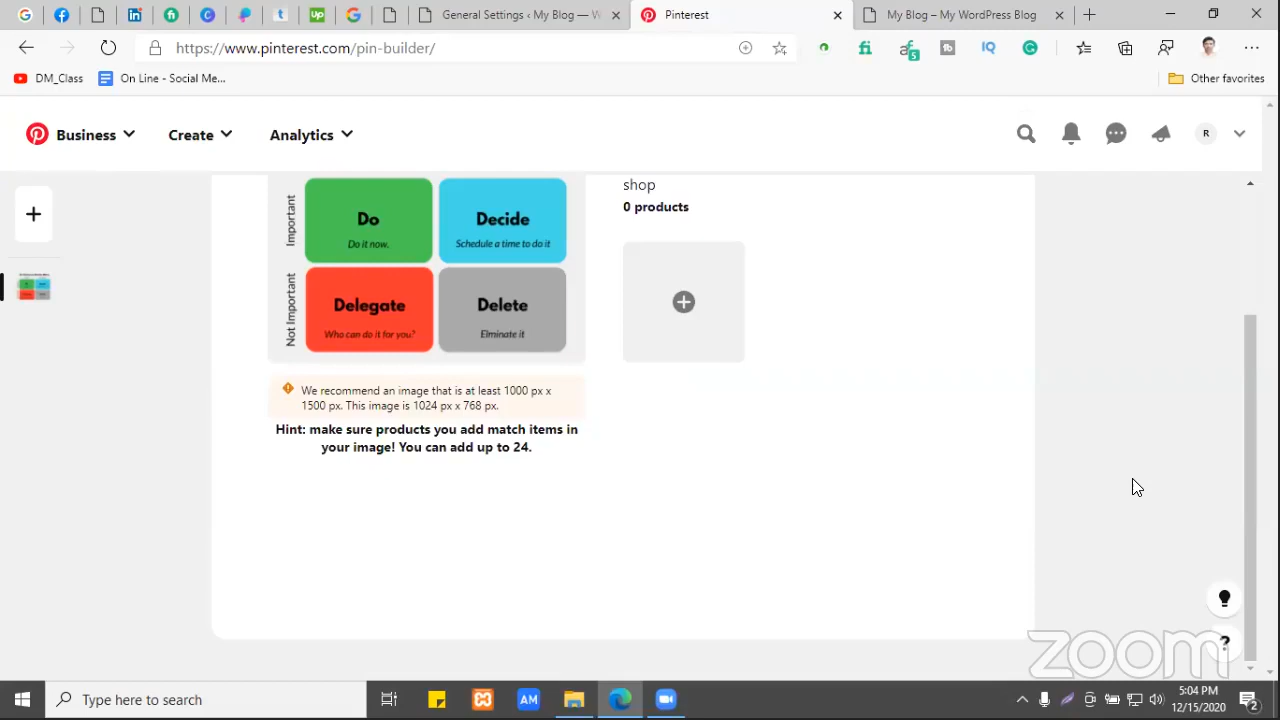 General Settings ‹ My Blog — W
Pinterest
My Blog – My WordPress Blog
https://www.pinterest.com/pin-builder/
DM_Class
On Line - Social Me...
Other favorites
Business
Create
Analytics
R
Important
Do
Do it now.
Decide
Schedule a time to do it
Not Important
Delegate
Who can do it for you?
Delete
Elminate it
shop
0 products
We recommend an image that is at least 1000 px x
1500 px. This image is 1024 px x 768 px.
Hint: make sure products you add match items in
your image! You can add up to 24.
zoom
Type here to search
AM
5:04 PM
12/15/2020
2